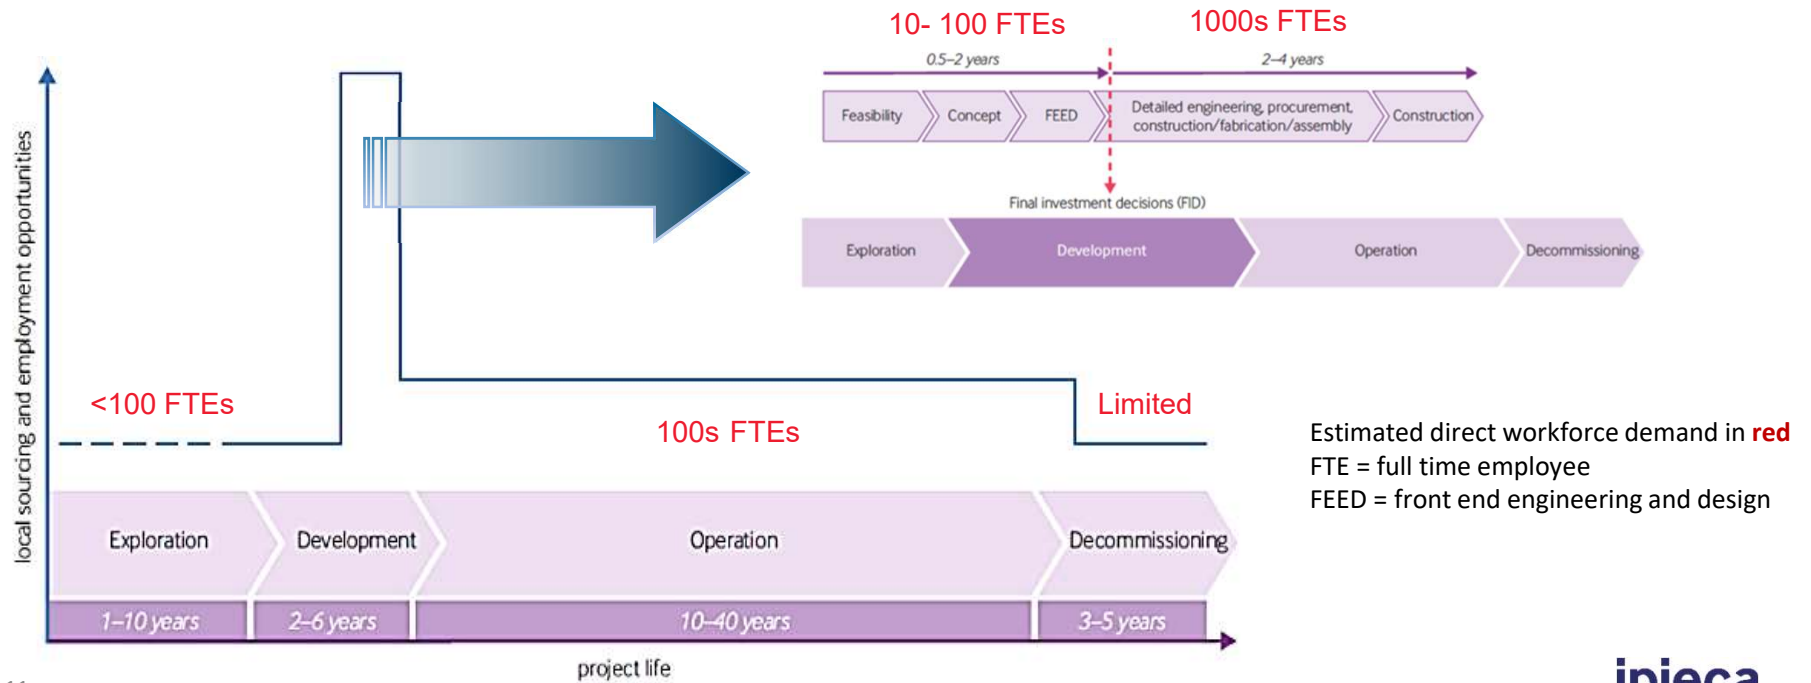 10- 100 FTEs
1000s FTEs
0.5–2 years
2–4 years
Feasibility
Concept
FEED
Detailed engineering, procurement,
construction/fabrication/assembly
Construction
Final investment decisions (FID)
Exploration
Development
Operation
Decommissioning
local sourcing and employment opportunities
<100 FTEs
100s FTEs
Limited
Estimated direct workforce demand in red
FTE = full time employee
FEED = front end engineering and design
Exploration
Development
Operation
Decommissioning
1–10 years
2–6 years
10–40 years
3–5 years
project life
ipieca